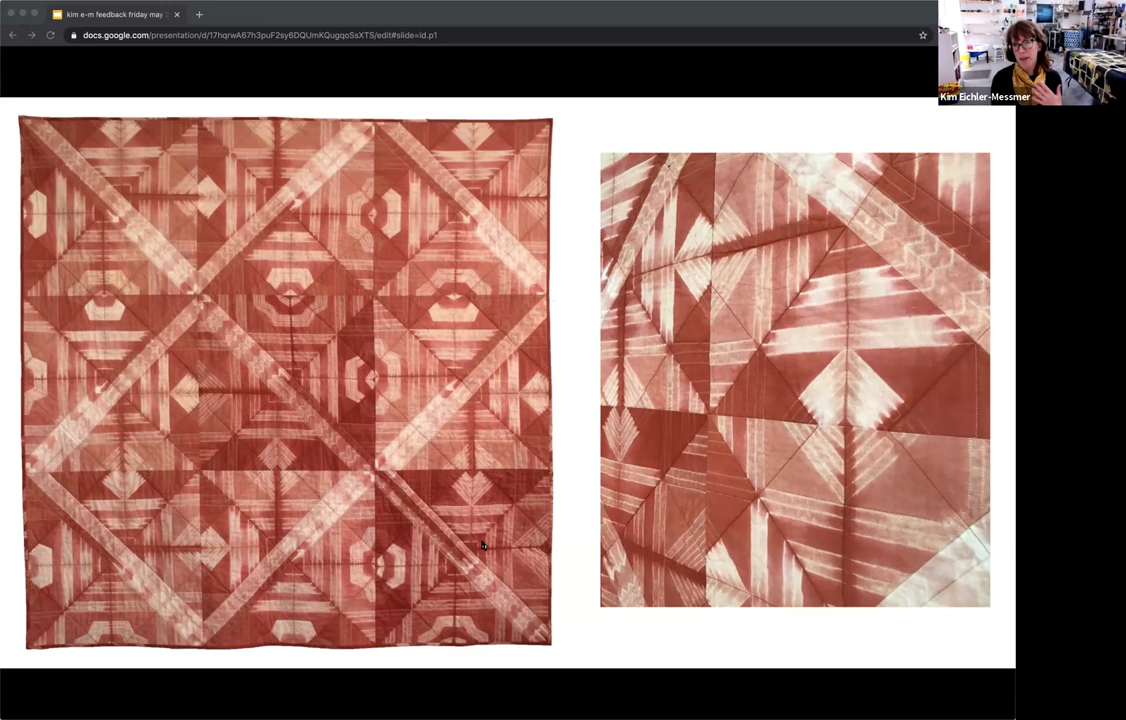 kim e-m feedback friday may
docs.google.com/presentation/d/17hqrwA67h3puF2sy6DQUmKQugqoSsXTS/edit#slide=id.p1
Kim Eichler-Messmer